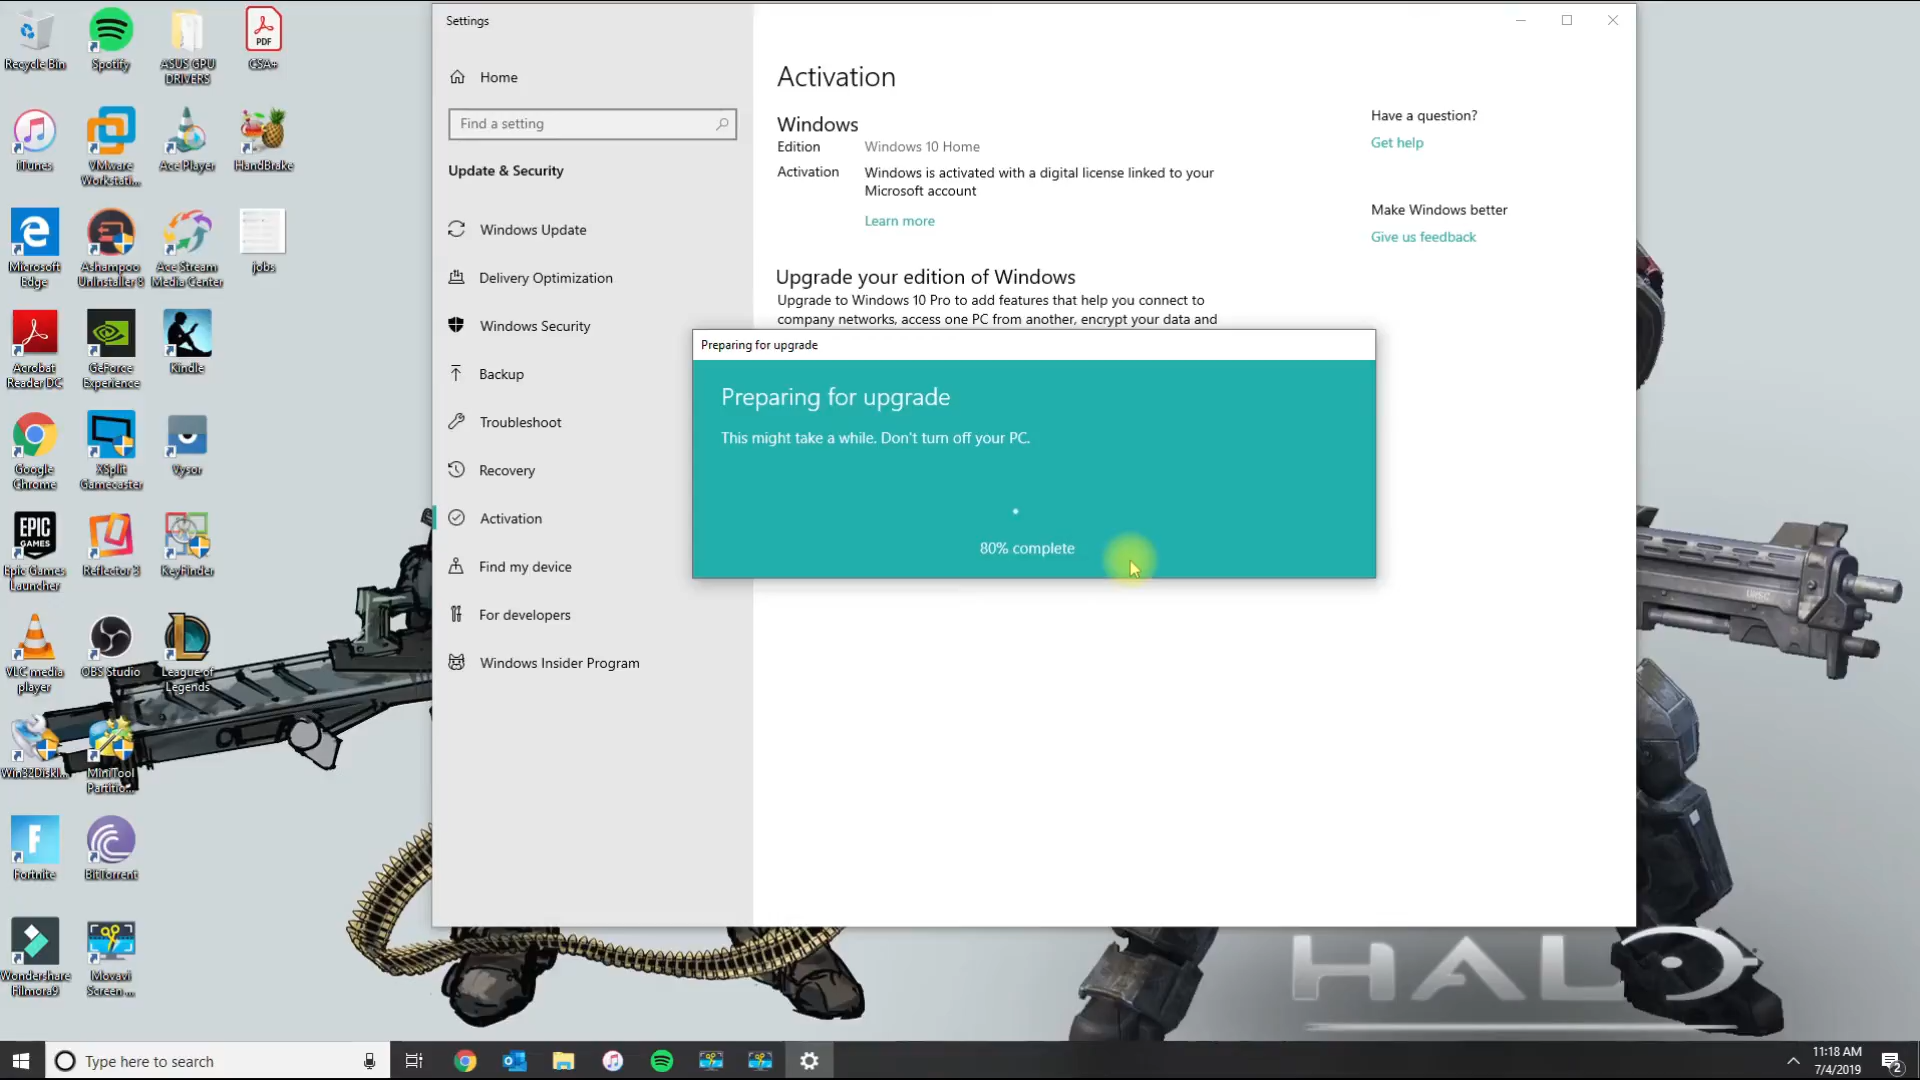 Recycle Bin
Spotify
ASUS GPU
DRIVERS
PDF
CSA+
iTunes
VMware
Workstati...
Ace Player
HandBrake
Microsoft
Edge
Ashampoo
UnInstaller 8
Ace Stream
Media Center
jobs
Acrobat
Reader DC
GeForce
Experience
Kindle
Google
Chrome
XSplit
Gamecaster
Vysor
EPIC
GAMES
Epic Games
Launcher
Reflector 3
KeyFinder
VLC media
player
OBS Studio
League of
Legends
Win32DiskI...
MiniTool
Partitio...
Fortnite
BitTorrent
Wondershare
Filmora9
Movavi
Screen ...
Settings
Home
Find a setting
Update & Security
Windows Update
Delivery Optimization
Windows Security
Backup
Troubleshoot
Recovery
Activation
Find my device
For developers
Windows Insider Program
Activation
Windows
Edition Windows 10 Home
Activation Windows is activated with a digital license linked to your
Microsoft account
Learn more
Upgrade your edition of Windows
Upgrade to Windows 10 Pro to add features that help you connect to
company networks, access one PC from another, encrypt your data and
Have a question?
Get help
Make Windows better
Give us feedback
Preparing for upgrade
Preparing for upgrade
This might take a while. Don't turn off your PC.
80% complete
UNSC
HALO
Type here to search
11:18 AM
7/4/2019
2